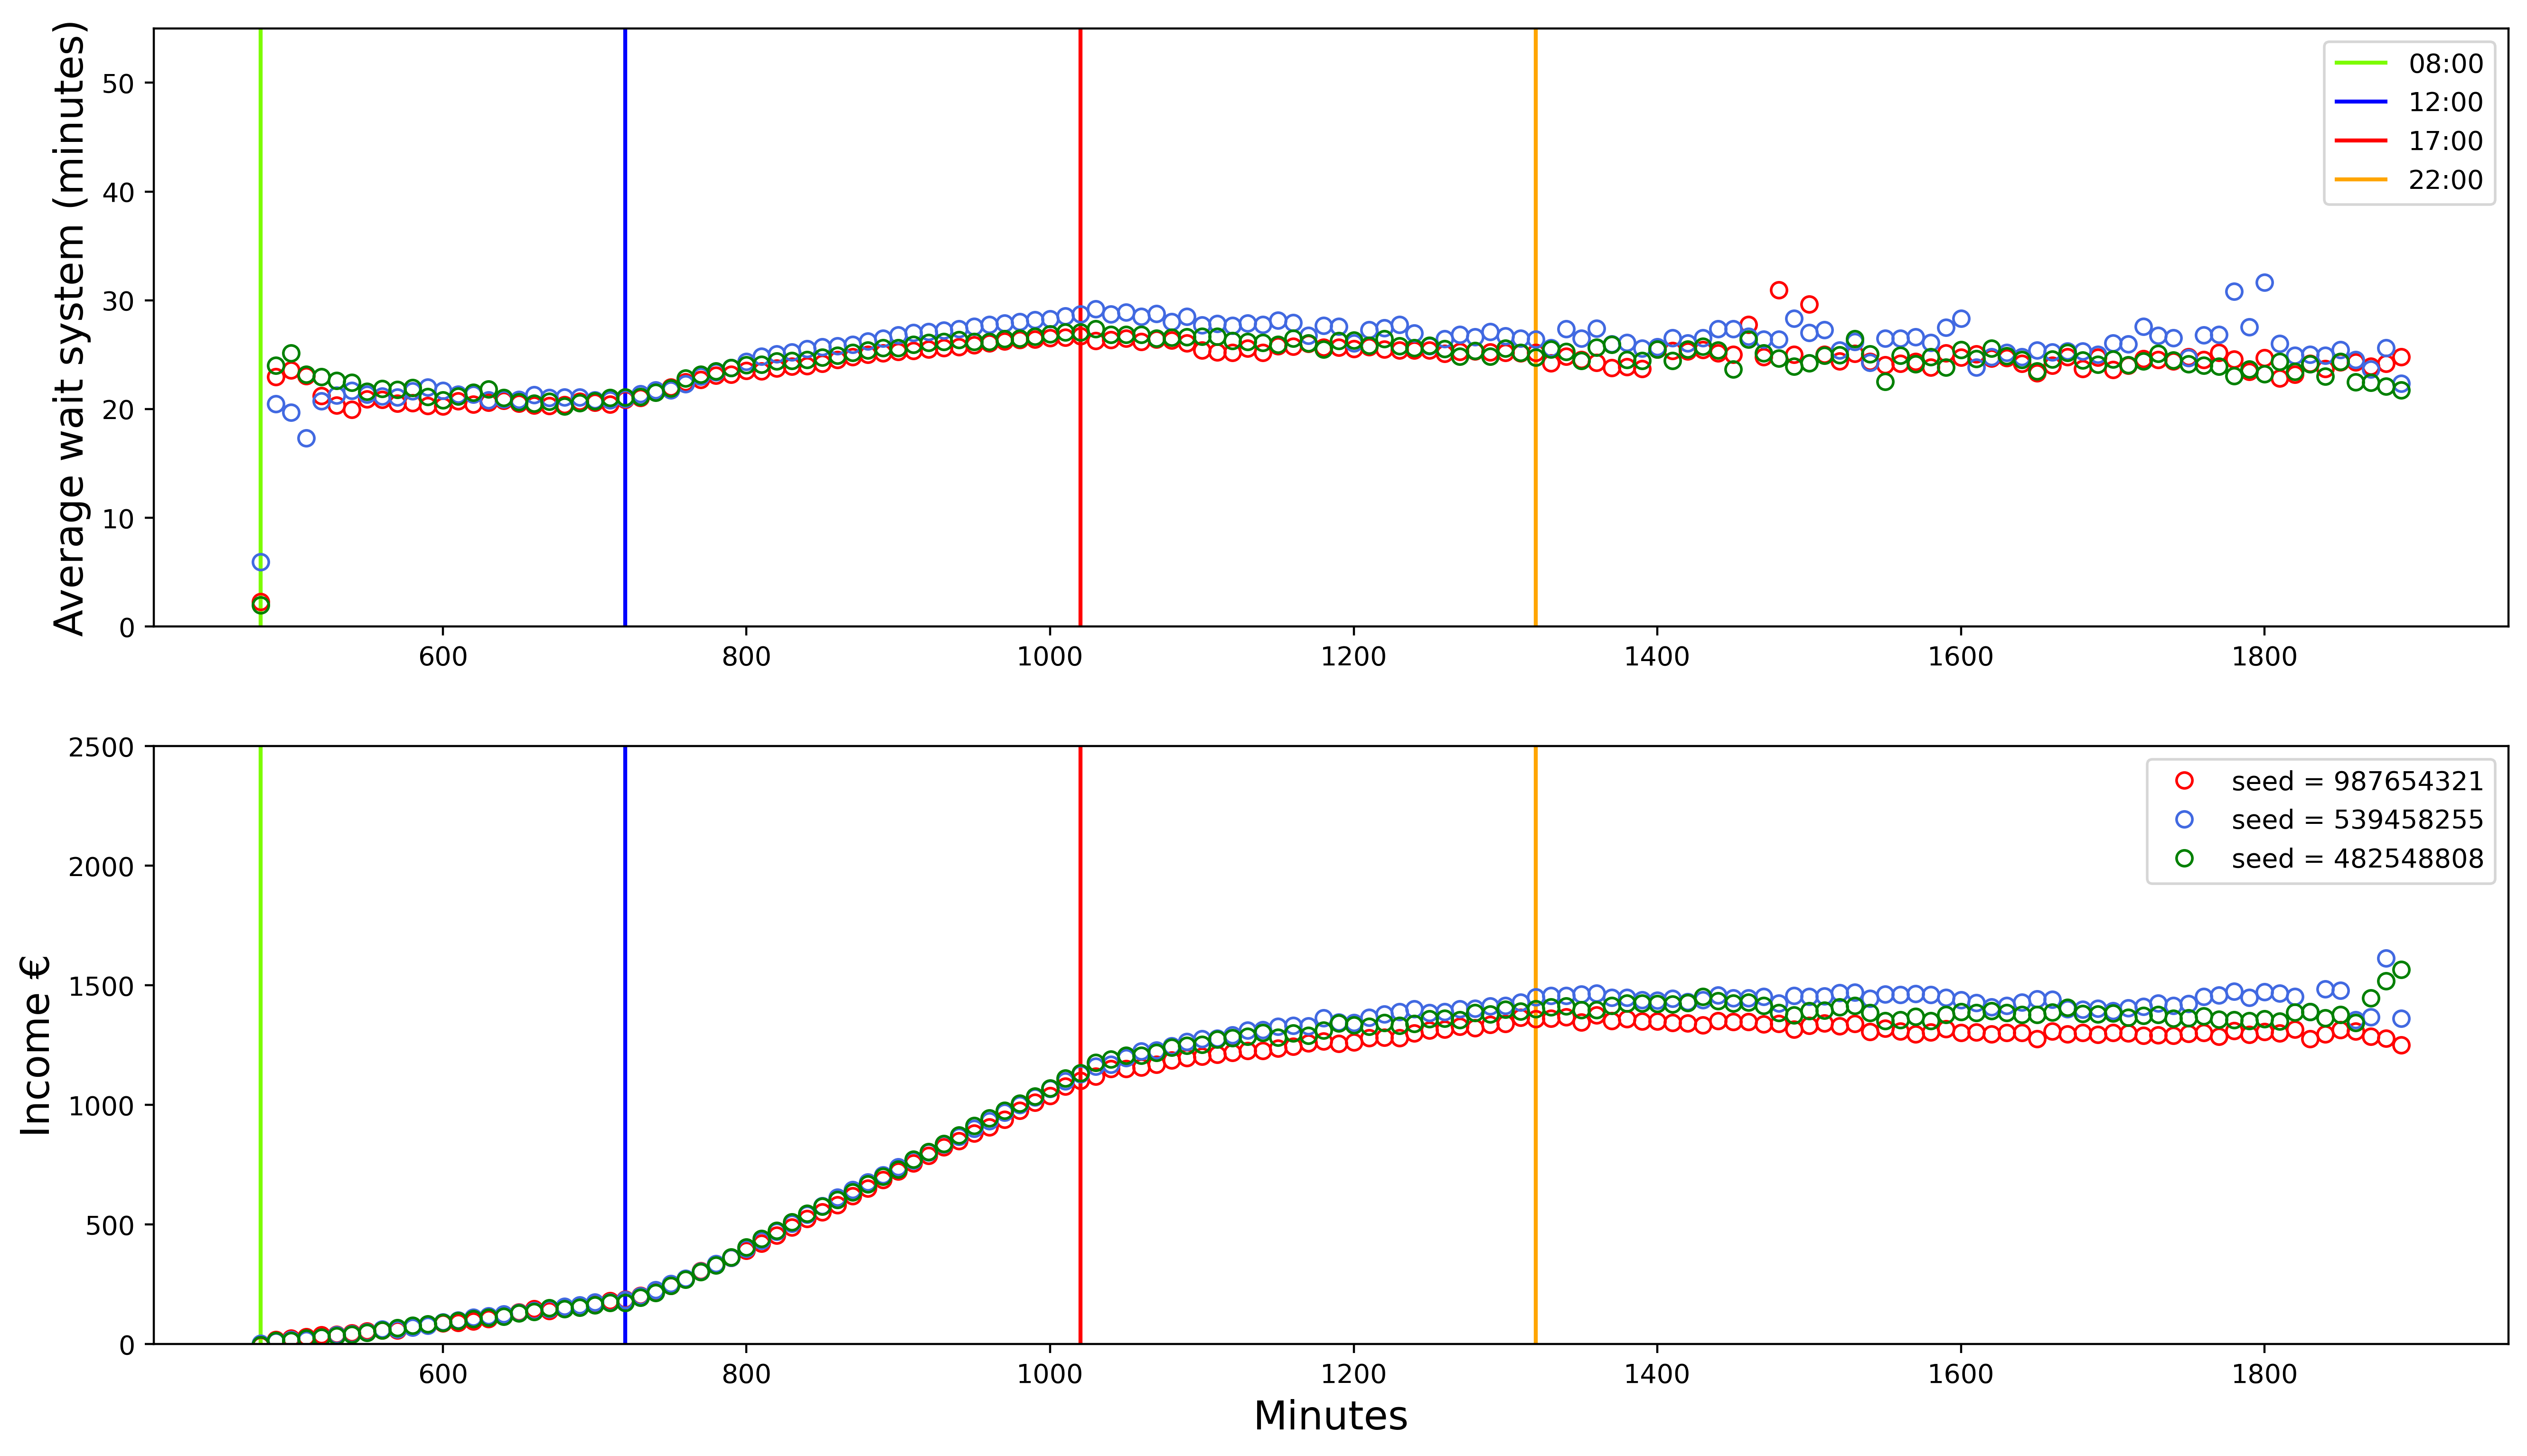 Average wait system (minutes)
50
40
30
20
10
0
600 800 1000 1200 1400 1600 1800
08:00
12:00
17:00
22:00
Income €
2500
2000
1500
1000
500
0
600 800 1000 1200 1400 1600 1800
Minutes
seed = 987654321
seed = 539458255
seed = 482548808